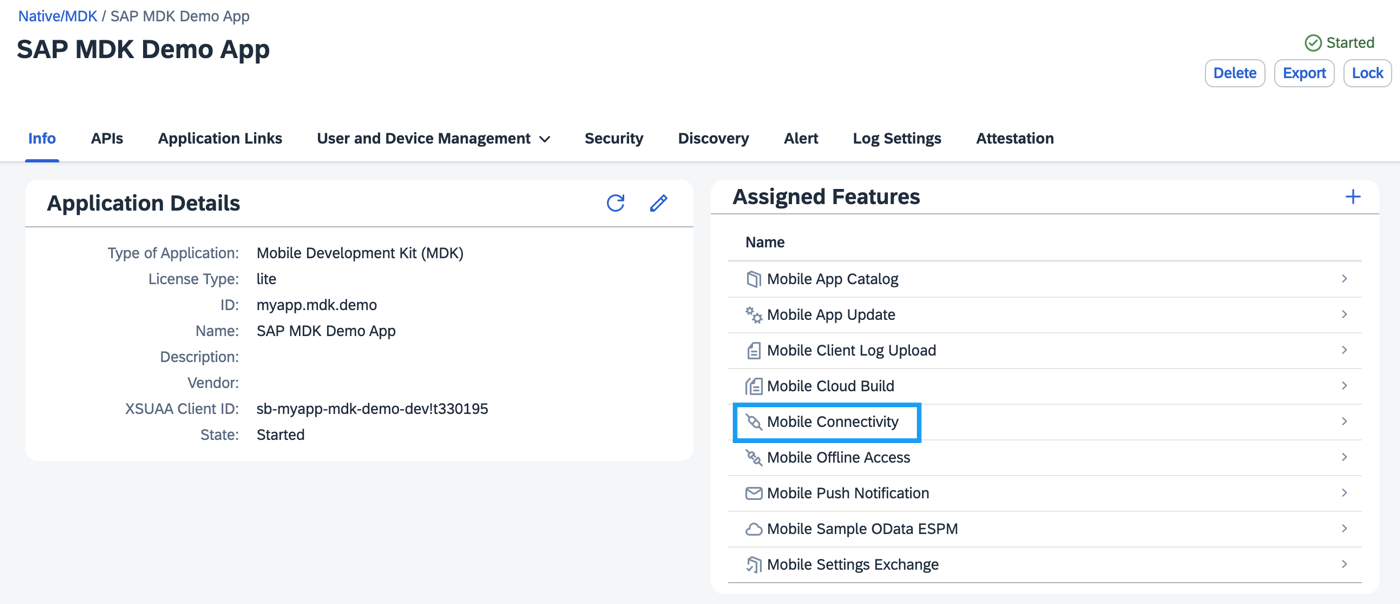 Native/MDK / SAP MDK Demo App
SAP MDK Demo App
Started
Delete
Export
Lock
Info
APIs
Application Links
User and Device Management
Security
Discovery
Alert
Log Settings
Attestation
Application Details
Type of Application: Mobile Development Kit (MDK)
License Type: lite
ID: myapp.mdk.demo
Name: SAP MDK Demo App
Description:
Vendor:
XSUAA Client ID: sb-myapp-mdk-demo-dev!t330195
State: Started
Assigned Features
Name
Mobile App Catalog
Mobile App Update
Mobile Client Log Upload
Mobile Cloud Build
Mobile Connectivity
Mobile Offline Access
Mobile Push Notification
Mobile Sample OData ESPM
Mobile Settings Exchange